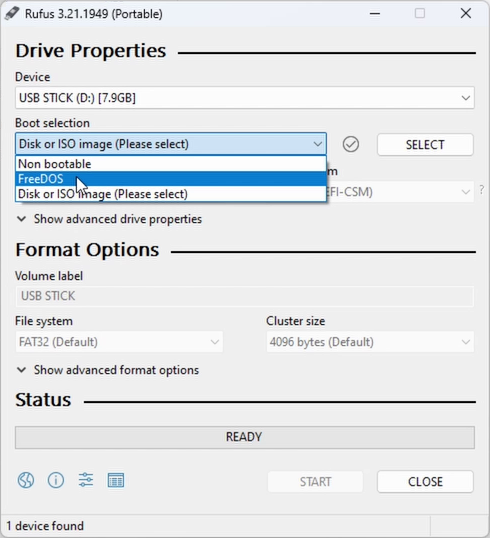 Rufus 3.21.1949 (Portable)
Drive Properties
Device
USB STICK (D:) [7.9GB]
Boot selection
Disk or ISO image (Please select)
SELECT
Non bootable
FreeDOS
Disk or ISO image (Please select)
m
EFI-CSM)
?
Show advanced drive properties
Format Options
Volume label
USB STICK
File system
Cluster size
FAT32 (Default)
4096 bytes (Default)
Show advanced format options
Status
READY
START
CLOSE
1 device found